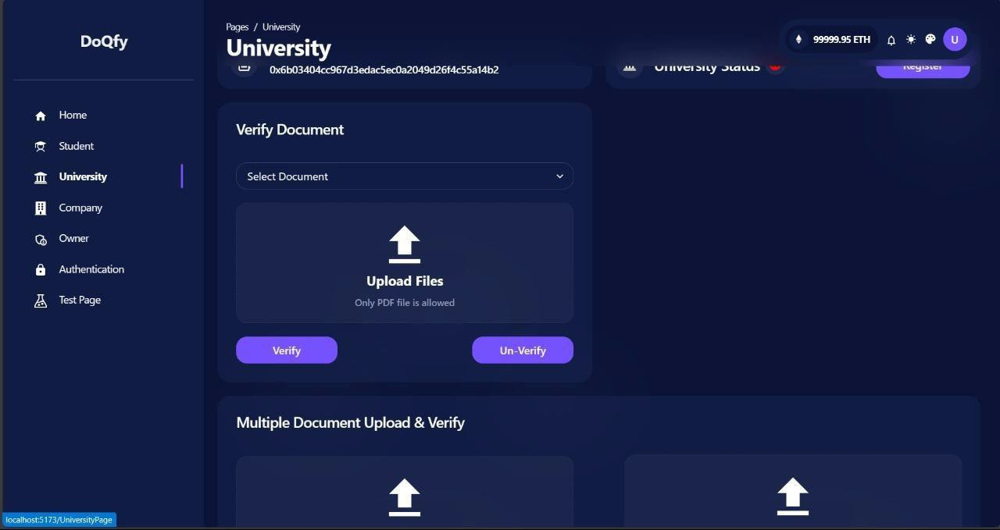 DoQfy
Home
Student
University
Company
Owner
Authentication
Test Page
Pages / University
University
99999.95 ETH
U
0x6b03404cc967d3edac5ec0a2049d26f4c55a14b2
University Status
Register
Verify Document
Select Document
Upload Files
Only PDF file is allowed
Verify
Un-Verify
Multiple Document Upload & Verify
localhost:5173/UniversityPage